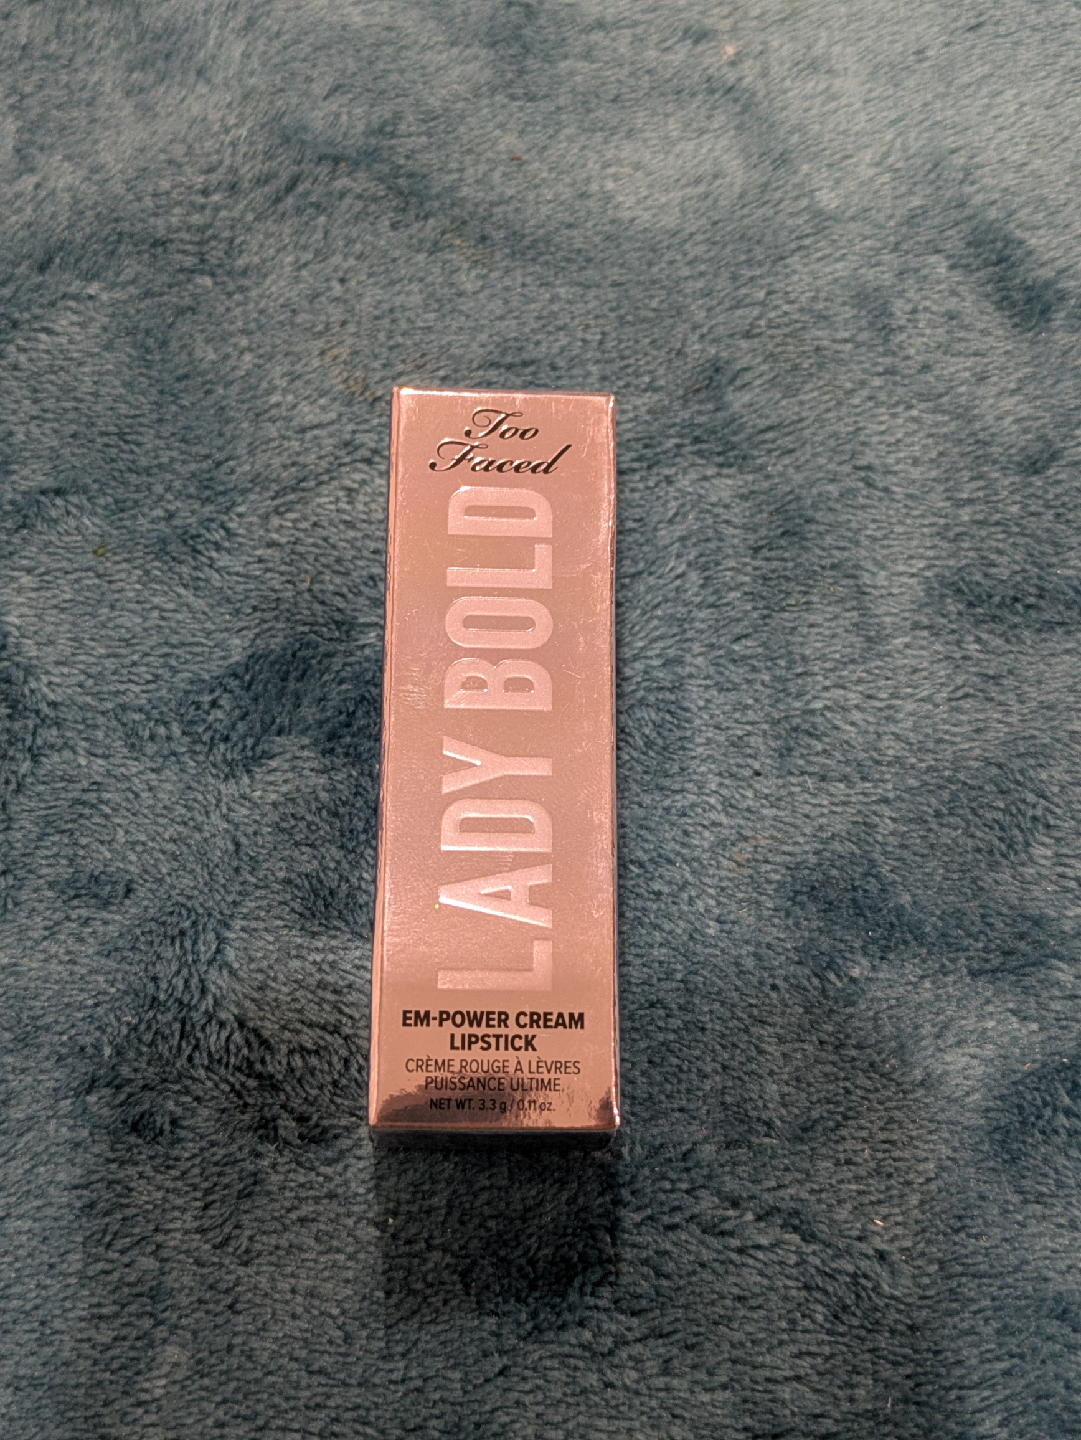 Too
Faced
LADY BOLD
EM-POWER CREAM
LIPSTICK
CRÈME ROUGE À LÈVRES
PUISSANCE ULTIME
NET WT. 3.3 g / 0.11 oz.